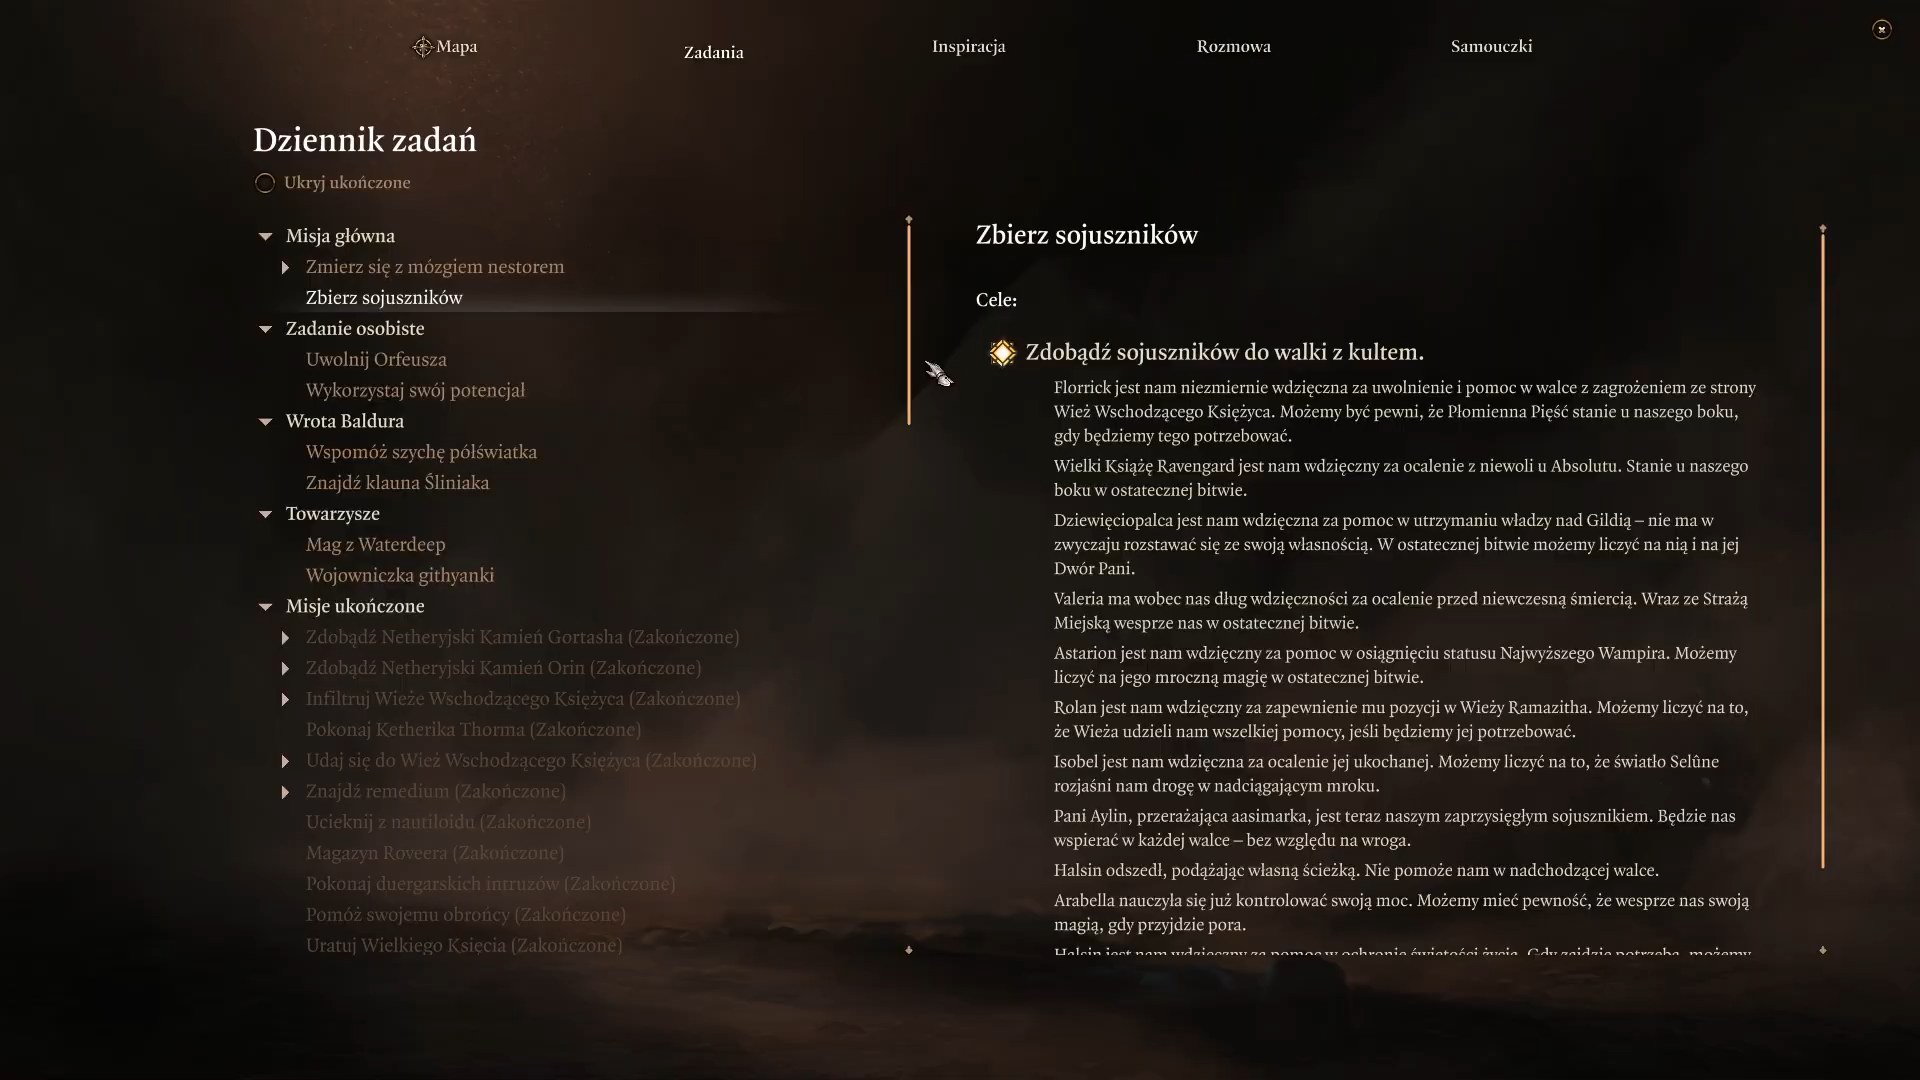 Mapa
Zadania
Inspiracja
Rozmowa
Samouczki
Dziennik zadań
Ukryj ukończone
Misja główna
Zmierz się z mózgiem nestorem
Zbierz sojuszników
Zadanie osobiste
Uwolnij Orfeusza
Wykorzystaj swój potencjał
Wrota Baldura
Wspomóż szychę półświatka
Znajdź klauna Śliniaka
Towarzysze
Mag z Waterdeep
Wojowniczka githyanki
Misje ukończone
Zdobądź Netheryjski Kamień Gortasha (Zakończone)
Zdobądź Netheryjski Kamień Orin (Zakończone)
Infiltruj Wieże Wschodzącego Księżyca (Zakończone)
Pokonaj Ketherika Thorma (Zakończone)
Udaj się do Wież Wschodzącego Księżyca (Zakończone)
Znajdź remedium (Zakończone)
Ucieknij z nautiloidu (Zakończone)
Magazyn Roveera (Zakończone)
Pokonaj duergarskich intruzów (Zakończone)
Pomóż swojemu obrońcy (Zakończone)
Uratuj Wielkiego Księcia (Zakończone)
Zbierz sojuszników
Cele:
Zdobądź sojuszników do walki z kultem.
Florrick jest nam niezmiernie wdzięczna za uwolnienie i pomoc w walce z zagrożeniem ze strony
Wież Wschodzącego Księżyca. Możemy być pewni, że Płomienna Pięść stanie u naszego boku,
gdy będziemy tego potrzebować.
Wielki Książę Ravengard jest nam wdzięczny za ocalenie z niewoli u Absolutu. Stanie u naszego
boku w ostatecznej bitwie.
Dziewięciopalca jest nam wdzięczna za pomoc w utrzymaniu władzy nad Gildią – nie ma w
zwyczaju rozstawać się ze swoją własnością. W ostatecznej bitwie możemy liczyć na nią i na jej
Dwór Pani.
Valeria ma wobec nas dług wdzięczności za ocalenie przed niewczesną śmiercią. Wraz ze Strażą
Miejską wesprze nas w ostatecznej bitwie.
Astarion jest nam wdzięczny za pomoc w osiągnięciu statusu Najwyższego Wampira. Możemy
liczyć na jego mroczną magię w ostatecznej bitwie.
Rolan jest nam wdzięczny za zapewnienie mu pozycji w Wieży Ramazitha. Możemy liczyć na to,
że Wieża udzieli nam wszelkiej pomocy, jeśli będziemy jej potrzebować.
Isobel jest nam wdzięczna za ocalenie jej ukochanej. Możemy liczyć na to, że światło Selûne
rozjaśni nam drogę w nadciągającym mroku.
Pani Aylin, przerażająca aasimarka, jest teraz naszym zaprzysięgłym sojusznikiem. Będzie nas
wspierać w każdej walce – bez względu na wroga.
Halsin odszedł, podążając własną ścieżką. Nie pomoże nam w nadchodzącej walce.
Arabella nauczyła się już kontrolować swoją moc. Możemy mieć pewność, że wesprze nas swoją
magią, gdy przyjdzie pora.
Halsin jest nam wdzięczny za pomoc w ochronie świętości życia. Gdy zajdzie potrzeba, możemy